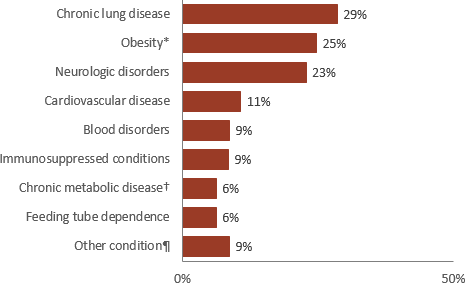 Chronic lung disease 29%
Obesity* 25%
Neurologic disorders 23%
Cardiovascular disease 11%
Blood disorders 9%
Immunosuppressed conditions 9%
Chronic metabolic disease† 6%
Feeding tube dependence 6%
Other condition¶ 9%
0% 50%